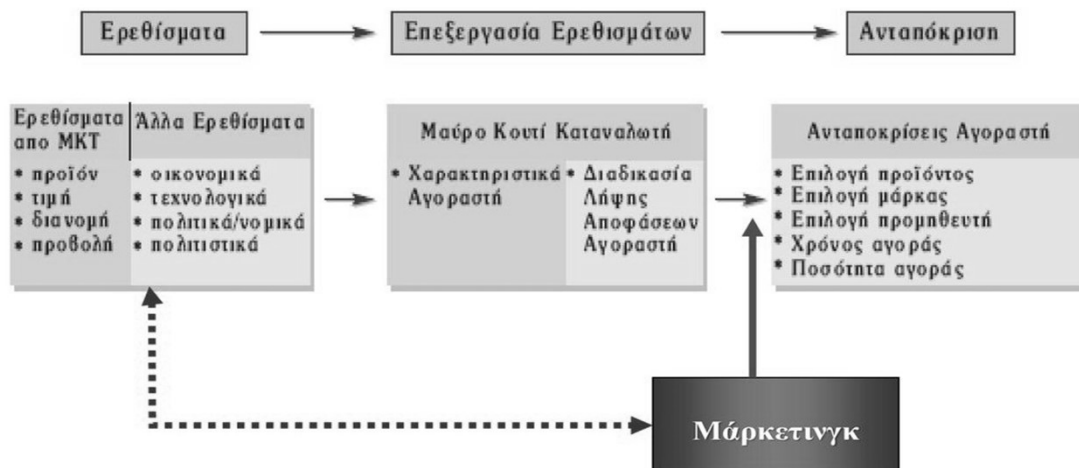 Ερεθίσματα
Επεξεργασία Ερεθισμάτων
Ανταπόκριση
Ερεθίσματα
απο ΜΚΤ
* προϊόν
* τιμή
* διανομή
* προβολή
Άλλα Ερεθίσματα
* οικονομικά
* τεχνολογικά
* πολιτικά/νομικά
* πολιτιστικά
Μαύρο Κουτί Καταναλωτή
* Χαρακτηριστικά
Αγοραστή
* Διαδικασία
Λήψης
Αποφάσεων
Αγοραστή
Ανταποκρίσεις Αγοραστή
* Επιλογή προϊόντος
* Επιλογή μάρκας
* Επιλογή προμηθευτή
* Χρόνος αγοράς
* Ποσότητα αγοράς
Μάρκετινγκ